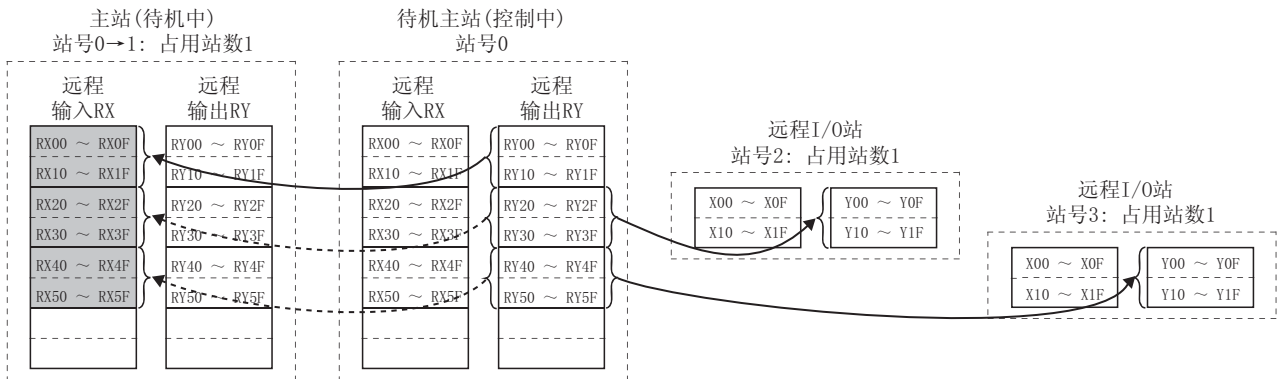 主站(待机中)
站号0→1: 占用站数1
远程
输入RX
远程
输出RY
RX00 ～ RX0F
RX10 ～ RX1F
RX20 ～ RX2F
RX30 ～ RX3F
RX40 ～ RX4F
RX50 ～ RX5F
RY00 ～ RY0F
RY10 ～ RY1F
RY20 ～ RY2F
RY30 ～ RY3F
RY40 ～ RY4F
RY50 ～ RY5F
待机主站(控制中)
站号0
远程
输入RX
远程
输出RY
RX00 ～ RX0F
RX10 ～ RX1F
RX20 ～ RX2F
RX30 ～ RX3F
RX40 ～ RX4F
RX50 ～ RX5F
RY00 ～ RY0F
RY10 ～ RY1F
RY20 ～ RY2F
RY30 ～ RY3F
RY40 ～ RY4F
RY50 ～ RY5F
远程I/O站
站号2: 占用站数1
X00 ～ X0F
X10 ～ X1F
Y00 ～ Y0F
Y10 ～ Y1F
远程I/O站
站号3: 占用站数1
X00 ～ X0F
X10 ～ X1F
Y00 ～ Y0F
Y10 ～ Y1F